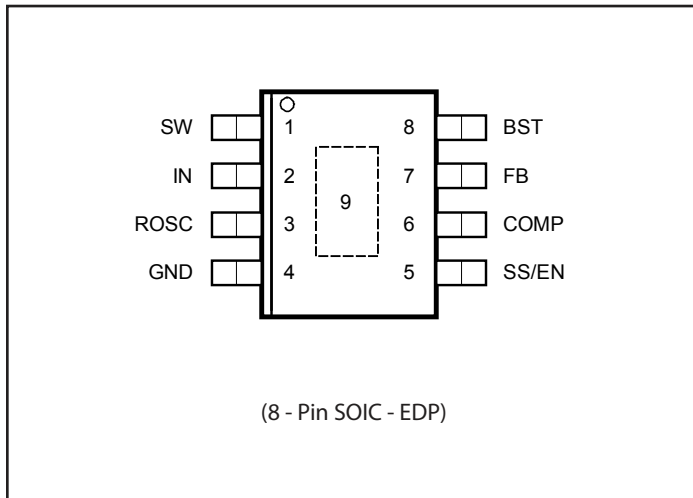 SW 1 8 BST
IN 2 7 FB
9
ROSC 3 6 COMP
GND 4 5 SS/EN
(8 - Pin SOIC - EDP)